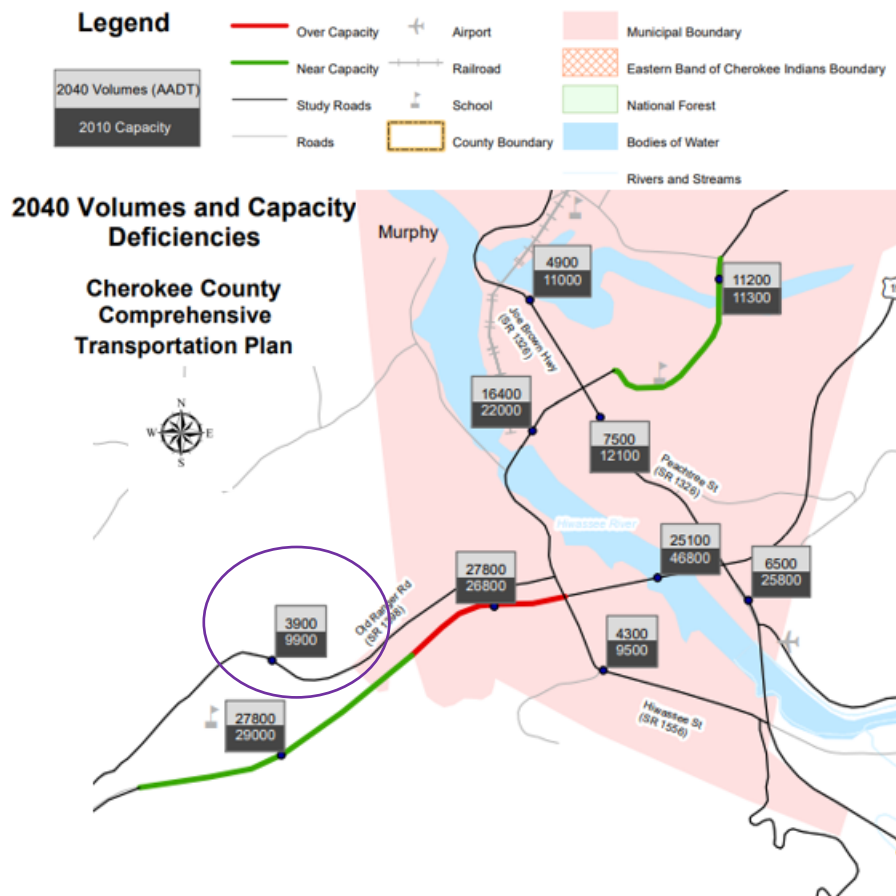 Legend
2040 Volumes (AADT)
2010 Capacity
Over Capacity
Near Capacity
Study Roads
Roads
Airport
Railroad
School
County Boundary
Municipal Boundary
Eastern Band of Cherokee Indians Boundary
National Forest
Bodies of Water
Rivers and Streams
2040 Volumes and Capacity
Deficiencies
Cherokee County
Comprehensive
Transportation Plan
N
W
E
S
Murphy
4900
11000
11200
11300
Joe Brown Hwy
(SR 1326)
16400
22000
7500
12100
Peachtree St
(SR 1326)
Hiwassee River
25100
46800
6500
25800
27800
26800
Old Ranger Rd
(SR 1398)
3900
9900
4300
9500
27800
29000
Hiwassee St
(SR 1556)